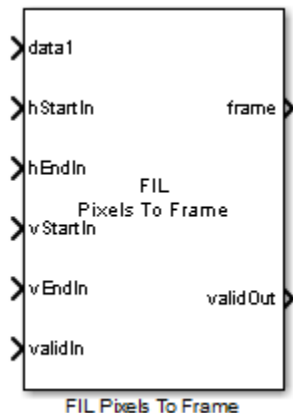 data1
hStartIn
frame
hEndIn
FIL
Pixels To Frame
vStartIn
vEndIn
validOut
validIn
FIL Pixels To Frame